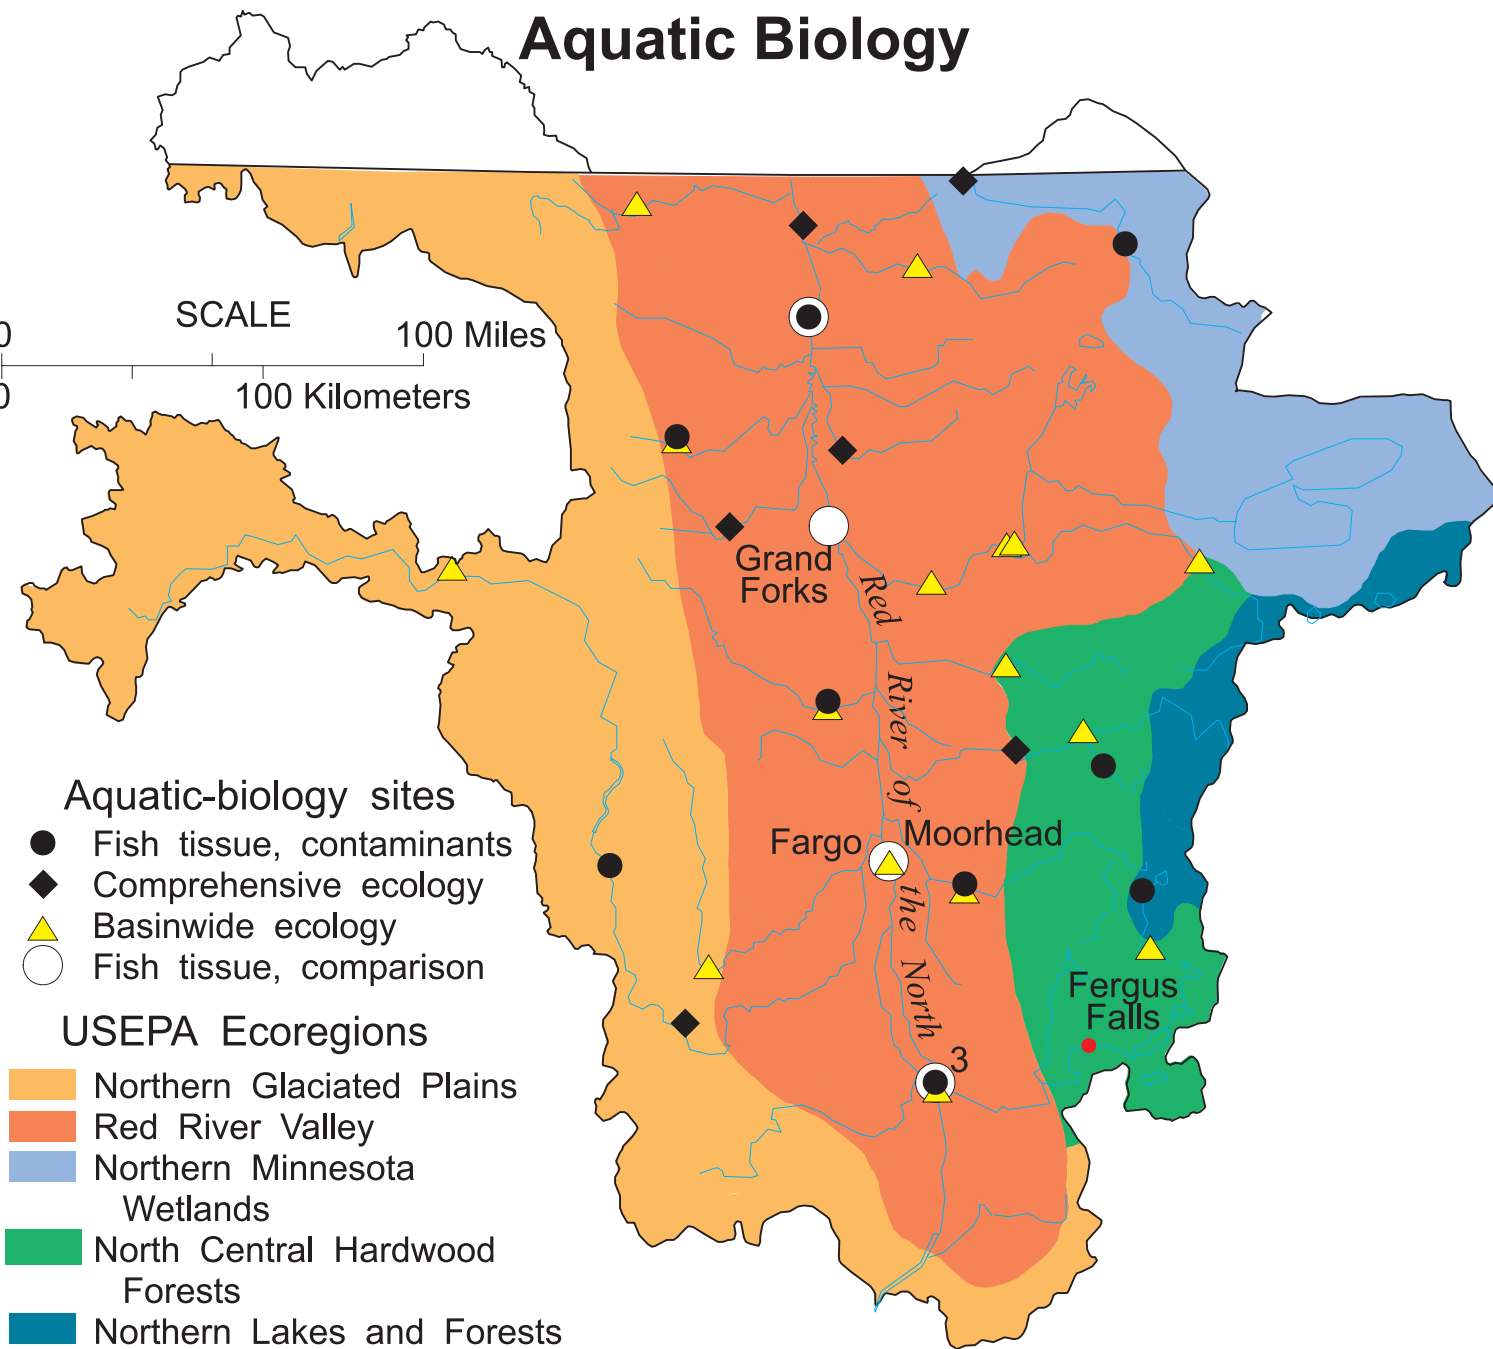 Aquatic Biology
SCALE
0
100 Miles
0
100 Kilometers
Grand
Forks
Red
River
of
the
North
Fargo
Moorhead
Fergus
Falls
3
Aquatic-biology sites
Fish tissue, contaminants
Comprehensive ecology
Basinwide ecology
Fish tissue, comparison
USEPA Ecoregions
Northern Glaciated Plains
Red River Valley
Northern Minnesota
Wetlands
North Central Hardwood
Forests
Northern Lakes and Forests